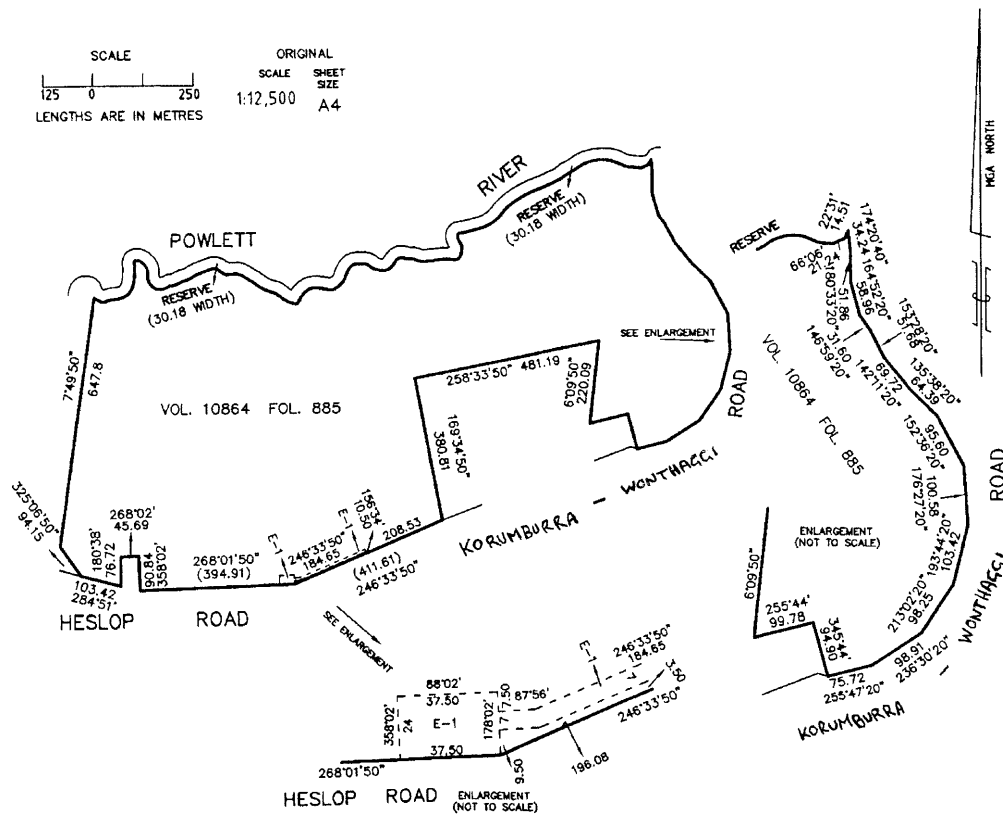 SCALE
125 0 250
LENGTHS ARE IN METRES
ORIGINAL
SCALE SHEET SIZE
1:12,500 A4
MGA NORTH
POWLETT
RIVER
RESERVE
(30.18 WIDTH)
RESERVE
(30.18 WIDTH)
7°49'50"
647.8
VOL. 10864 FOL. 885
258°33'50" 481.19
169°34'50"
380.81
6°09'50"
220.09
SEE ENLARGEMENT
ROAD
KORUMBURRA - WONTHAGGI
325°06'50"
94.15
180°38'
76.72
268°02'
45.69
90.84
358°02'
268°01'50"
(394.91)
E-1
246°33'50"
184.65
E-1
156°34'
10.50
208.53
(411.61)
246°33'50"
103.42
284°51'
HESLOP ROAD
SEE ENLARGEMENT
88°02'
37.50
358°02'
24
E-1
178°02'
7.50
7
87°56'
E-1
246°33'50"
184.65
7
3.50
246°33'50"
37.50
268°01'50"
9.50
196.08
HESLOP ROAD
ENLARGEMENT
(NOT TO SCALE)
RESERVE
22°31'
14.51
66°06'
21.24
174°20'40"
34.24
164°52'20"
58.96
180°33'20"
51.86
153°28'20"
51.68
146°59'20"
31.60
142°11'20"
69.72
135°38'20"
64.39
152°36'20"
95.60
176°27'20"
100.58
193°44'20"
103.42
213°02'20"
98.25
98.91
236°30'20"
75.72
255°47'20"
345°44'
94.90
255°44'
99.78
6°09'50"
VOL. 10864 FOL. 885
ENLARGEMENT
(NOT TO SCALE)
ROAD
KORUMBURRA - WONTHAGGI